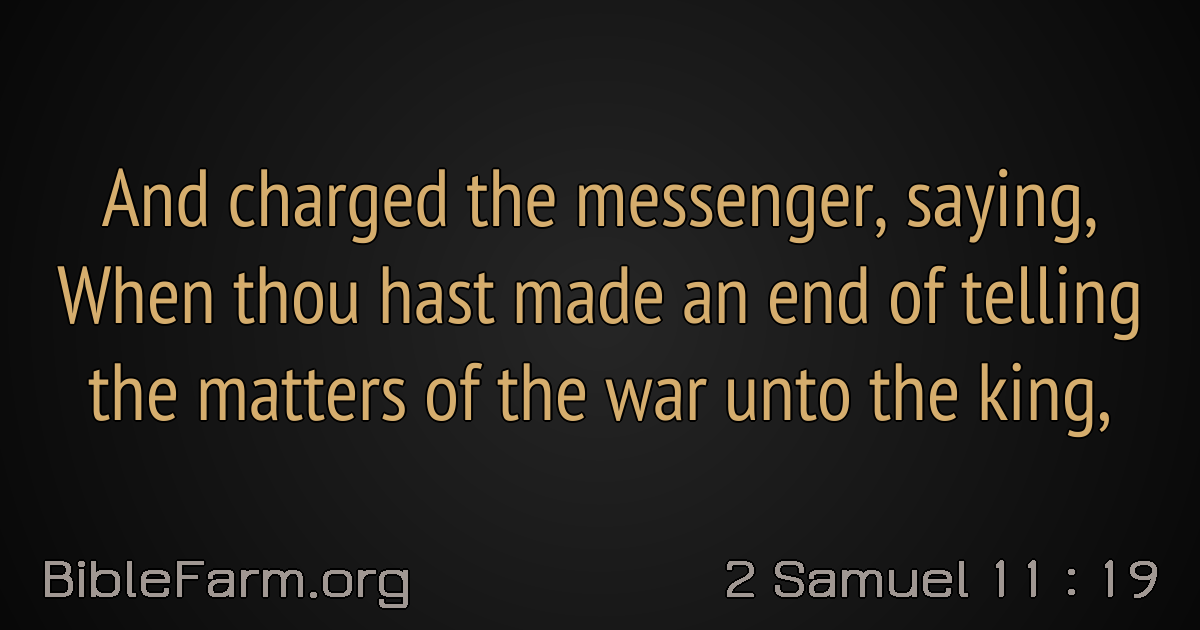 And charged the messenger, saying,
When thou hast made an end of telling
the matters of the war unto the king,
BibleFarm.org
2 Samuel 11 : 19